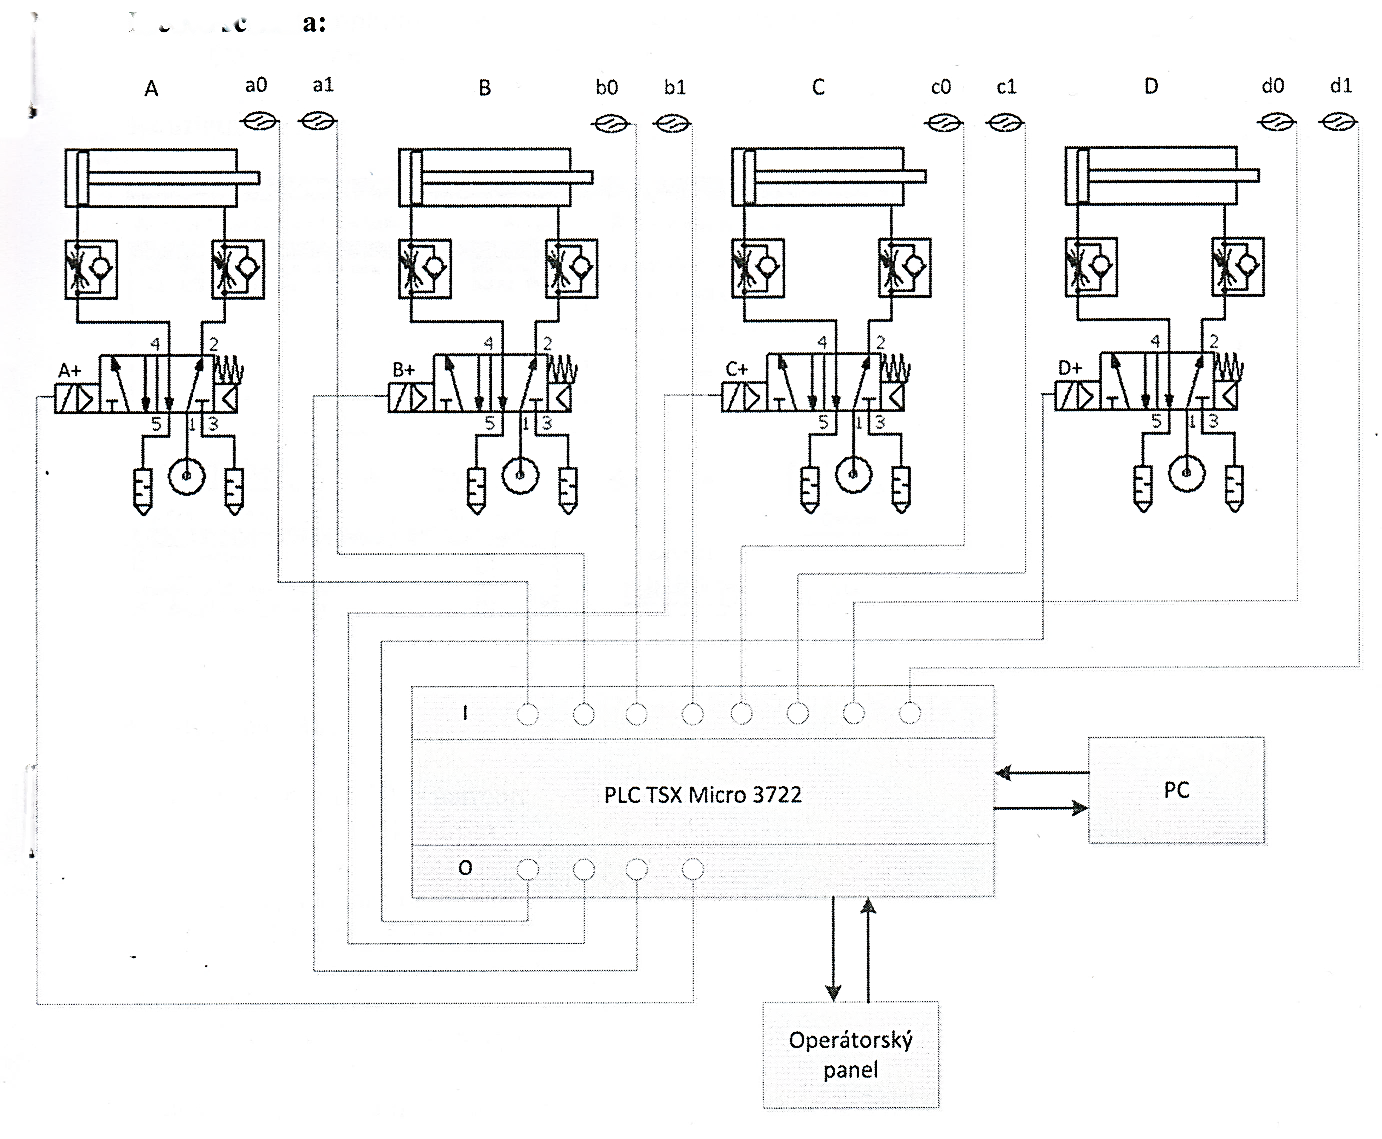 a:
A a0 a1 B b0 b1 C c0 c1 D d0 d1
4 2 4 2 4 2 4 2
A+ B+ C+ D+
5 1 3 5 1 3 5 1 3 5 1 3
I
PLC TSX Micro 3722
PC
O
Operátorský
panel